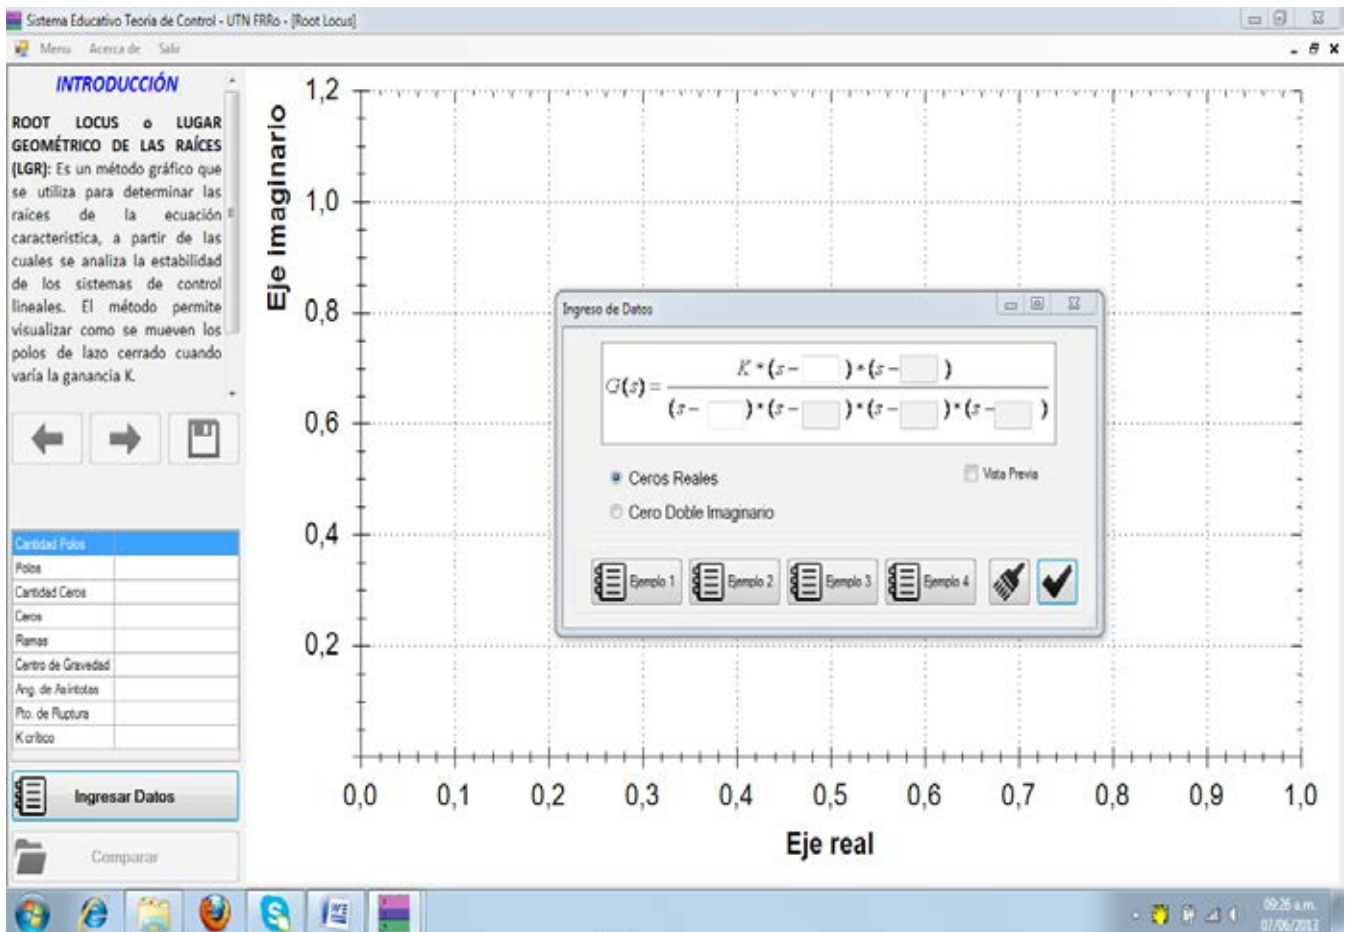 Sistema Educativo Teoria de Control - UTN FRRo - [Root Locus]
Menu Acerca de Salir
INTRODUCCIÓN
ROOT LOCUS o LUGAR
GEOMÉTRICO DE LAS RAÍCES
(LGR): Es un método gráfico que
se utiliza para determinar las
raíces de la ecuación
característica, a partir de las
cuales se analiza la estabilidad
de los sistemas de control
lineales. El método permite
visualizar como se mueven los
polos de lazo cerrado cuando
varía la ganancia K.
Cantidad Polos
Polos
Cantidad Ceros
Ceros
Ramas
Centro de Gravedad
Ang. de Asíntotas
Pto. de Ruptura
K crítico
Ingresar Datos
Comparar
Eje imaginario
1,2
1,0
0,8
0,6
0,4
0,2
0,0 0,1 0,2 0,3 0,4 0,5 0,6 0,7 0,8 0,9 1,0
Eje real
Ingreso de Datos
K*(s- )*(s- )
G(s)=
(s- )*(s- )*(s- )*(s- )
Ceros Reales
Vista Previa
Cero Doble Imaginario
Ejemplo 1 Ejemplo 2 Ejemplo 3 Ejemplo 4
09:26 a.m.
07/06/2013